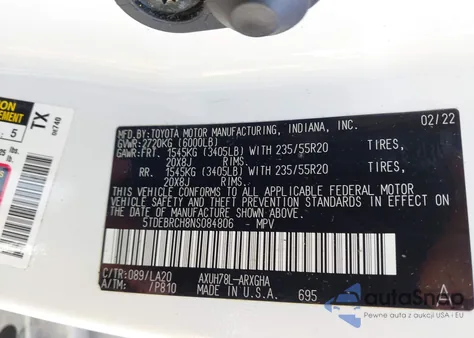 MFD. BY: TOYOTA MOTOR MANUFACTURING, INDIANA, INC. 02/22
GVWR: 2720KG (6000LB)
GAWR: FRT. 1545KG (3405LB) WITH 235/55R20 TIRES,
20X8J RIMS.
RR. 1545KG (3405LB) WITH 235/55R20 TIRES,
20X8J RIMS.
THIS VEHICLE CONFORMS TO ALL APPLICABLE FEDERAL MOTOR
VEHICLE SAFETY AND THEFT PREVENTION STANDARDS IN EFFECT
ON THE DATE OF MANUFACTURE SHOWN ABOVE.
5TDEBRCH8NS084806 - MPV
C/TR: 089/LA20 AXUH78L-ARXGHA
A/TM: /P810 MADE IN U.S.A. 695 A
TX
5
autoSnap
Pewne auta z USA